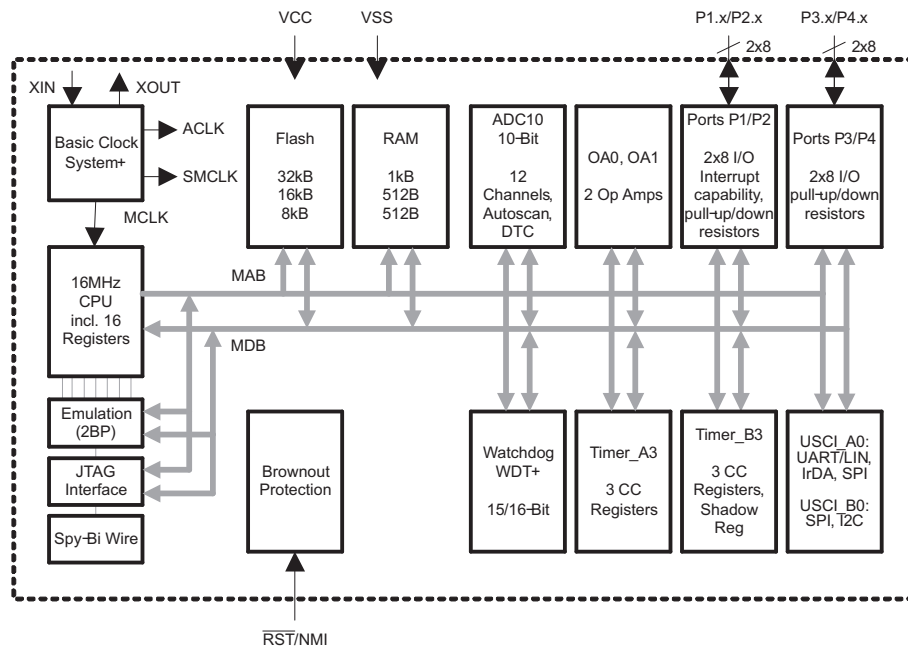 VCC
VSS
P1.x/P2.x
2x8
P3.x/P4.x
2x8
XIN
XOUT
Basic Clock
System+
ACLK
SMCLK
MCLK
Flash
32kB
16kB
8kB
RAM
1kB
512B
512B
ADC10
10-Bit
12
Channels,
Autoscan,
DTC
OA0, OA1
2 Op Amps
Ports P1/P2
2x8 I/O
Interrupt
capability,
pull-up/down
resistors
Ports P3/P4
2x8 I/O
pull-up/down
resistors
16MHz
CPU
incl. 16
Registers
MAB
MDB
Emulation
(2BP)
JTAG
Interface
Spy-Bi Wire
Brownout
Protection
Watchdog
WDT+
15/16-Bit
Timer_A3
3 CC
Registers
Timer_B3
3 CC
Registers,
Shadow
Reg
USCI_A0:
UART/LIN,
IrDA, SPI
USCI_B0:
SPI, I2C
RST/NMI